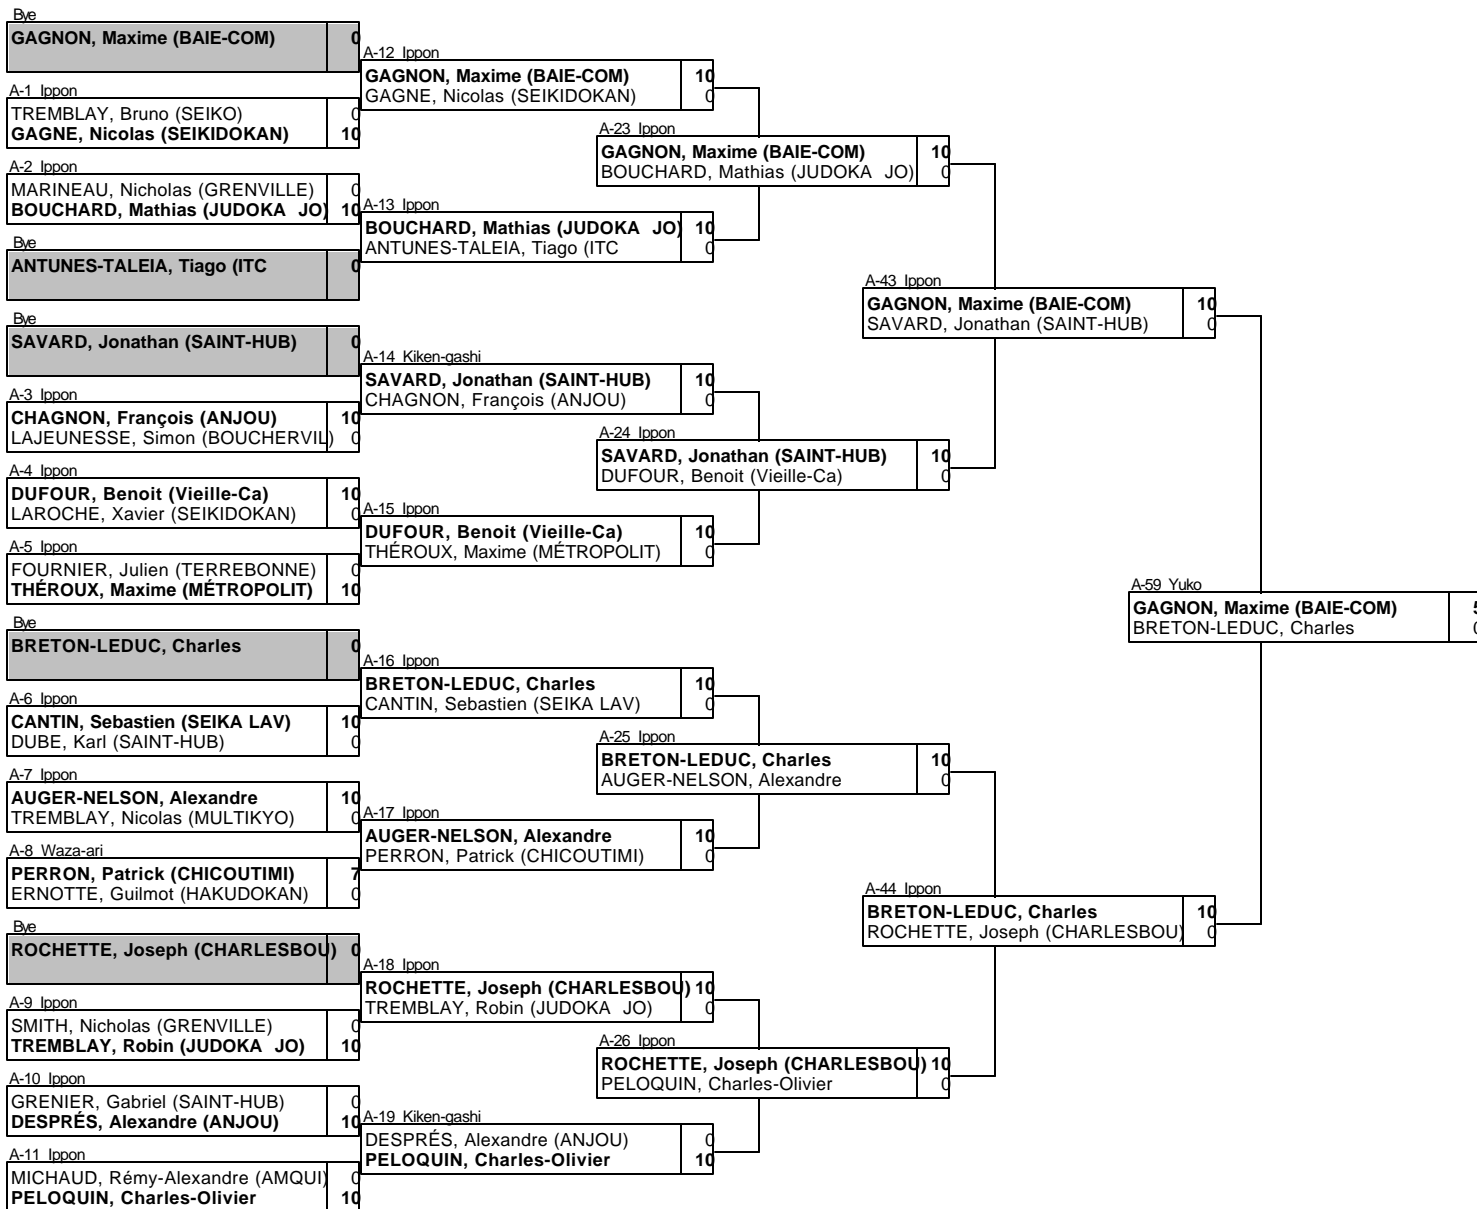 Bye
GAGNON, Maxime (BAIE-COM) 0
A-1 Ippon
TREMBLAY, Bruno (SEIKO) 0
GAGNE, Nicolas (SEIKIDOKAN) 10
A-2 Ippon
MARINEAU, Nicholas (GRENVILLE) 0
BOUCHARD, Mathias (JUDOKA JO) 10
Bye
ANTUNES-TALEIA, Tiago (ITC 0
Bye
SAVARD, Jonathan (SAINT-HUB) 0
A-3 Ippon
CHAGNON, François (ANJOU) 10
LAJEUNESSE, Simon (BOUCHERVIL) 0
A-4 Ippon
DUFOUR, Benoit (Vieille-Ca) 10
LAROCHE, Xavier (SEIKIDOKAN) 0
A-5 Ippon
FOURNIER, Julien (TERREBONNE) 0
THÉROUX, Maxime (MÉTROPOLIT) 10
Bye
BRETON-LEDUC, Charles 0
A-6 Ippon
CANTIN, Sebastien (SEIKA LAV) 10
DUBE, Karl (SAINT-HUB) 0
A-7 Ippon
AUGER-NELSON, Alexandre 10
TREMBLAY, Nicolas (MULTIKYO) 0
A-8 Waza-ari
PERRON, Patrick (CHICOUTIMI) 7
ERNOTTE, Guilmot (HAKUDOKAN) 0
Bye
ROCHETTE, Joseph (CHARLESBOU) 0
A-9 Ippon
SMITH, Nicholas (GRENVILLE) 0
TREMBLAY, Robin (JUDOKA JO) 10
A-10 Ippon
GRENIER, Gabriel (SAINT-HUB) 0
DESPRÉS, Alexandre (ANJOU) 10
A-11 Ippon
MICHAUD, Rémy-Alexandre (AMQUI) 0
PELOQUIN, Charles-Olivier 10
A-12 Ippon
GAGNON, Maxime (BAIE-COM) 10
GAGNE, Nicolas (SEIKIDOKAN) 0
A-13 Ippon
BOUCHARD, Mathias (JUDOKA JO) 10
ANTUNES-TALEIA, Tiago (ITC 0
A-14 Kiken-gashi
SAVARD, Jonathan (SAINT-HUB) 10
CHAGNON, François (ANJOU) 0
A-15 Ippon
DUFOUR, Benoit (Vieille-Ca) 10
THÉROUX, Maxime (MÉTROPOLIT) 0
A-16 Ippon
BRETON-LEDUC, Charles 10
CANTIN, Sebastien (SEIKA LAV) 0
A-17 Ippon
AUGER-NELSON, Alexandre 10
PERRON, Patrick (CHICOUTIMI) 0
A-18 Ippon
ROCHETTE, Joseph (CHARLESBOU) 10
TREMBLAY, Robin (JUDOKA JO) 0
A-19 Kiken-gashi
DESPRÉS, Alexandre (ANJOU) 0
PELOQUIN, Charles-Olivier 10
A-23 Ippon
GAGNON, Maxime (BAIE-COM) 10
BOUCHARD, Mathias (JUDOKA JO) 0
A-24 Ippon
SAVARD, Jonathan (SAINT-HUB) 10
DUFOUR, Benoit (Vieille-Ca) 0
A-25 Ippon
BRETON-LEDUC, Charles 10
AUGER-NELSON, Alexandre 0
A-26 Ippon
ROCHETTE, Joseph (CHARLESBOU) 10
PELOQUIN, Charles-Olivier 0
A-43 Ippon
GAGNON, Maxime (BAIE-COM) 10
SAVARD, Jonathan (SAINT-HUB) 0
A-44 Ippon
BRETON-LEDUC, Charles 10
ROCHETTE, Joseph (CHARLESBOU) 0
A-59 Yuko
GAGNON, Maxime (BAIE-COM) 5
BRETON-LEDUC, Charles 0